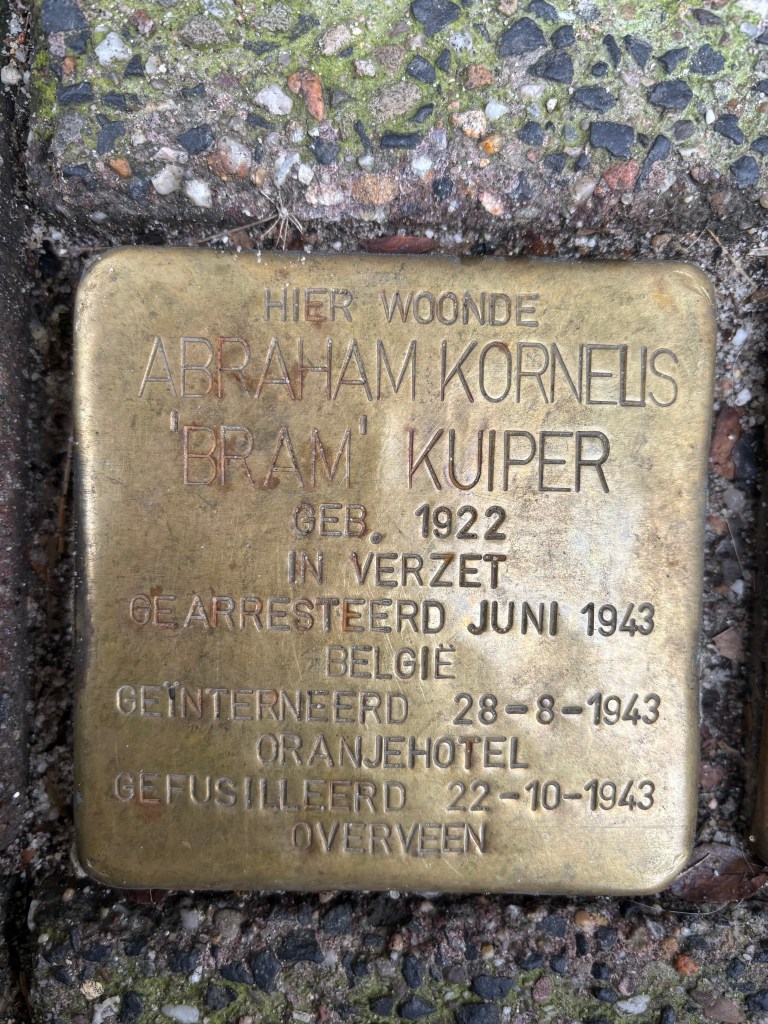 HIER WOONDE
ABRAHAM KORNELIS
'BRAM' KUIPER
GEB. 1922
IN VERZET
GEARRESTEERD JUNI 1943
BELGIË
GEÏNTERNEERD 28-8-1943
ORANJEHOTEL
GEFUSILLEERD 22-10-1943
OVERVEEN